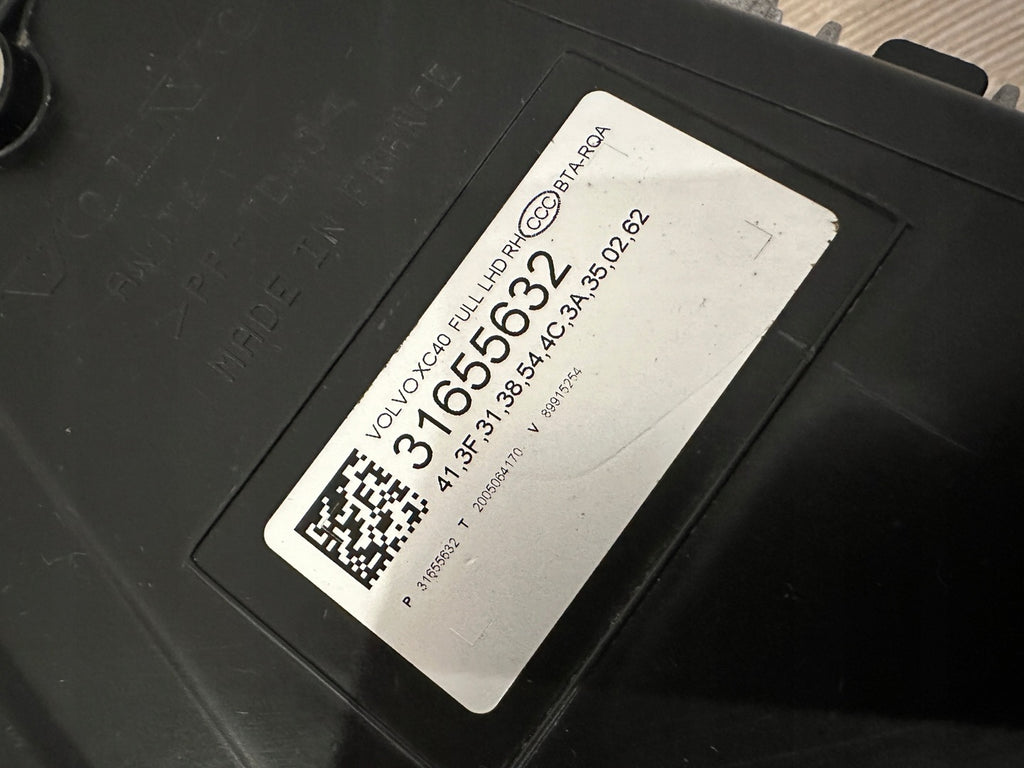 VOLVO XC40 FULL LHD RH CCC BTA-RQA
31655632
41,3F,31,38,54,4C,3A,35,02,62
P 31655632 T 2005064170 V 89915254
MADE IN FRANCE